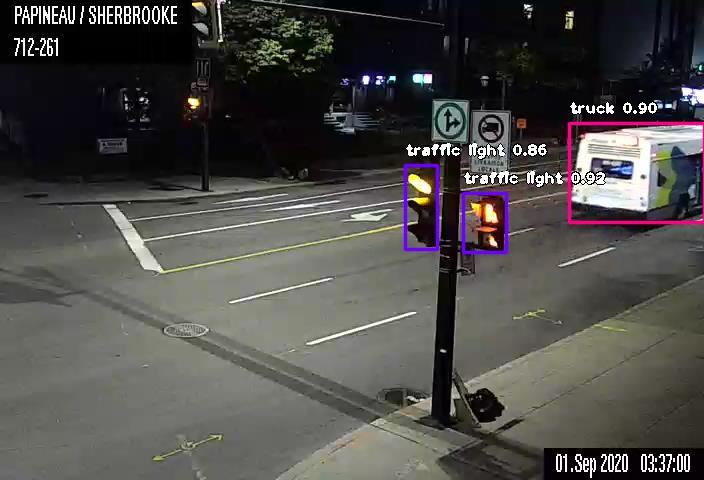 PAPINEAU / SHERBROOKE
712-261
truck 0.90
traffic light 0.86
traffic light 0.92
01.Sep 2020 03:37:00